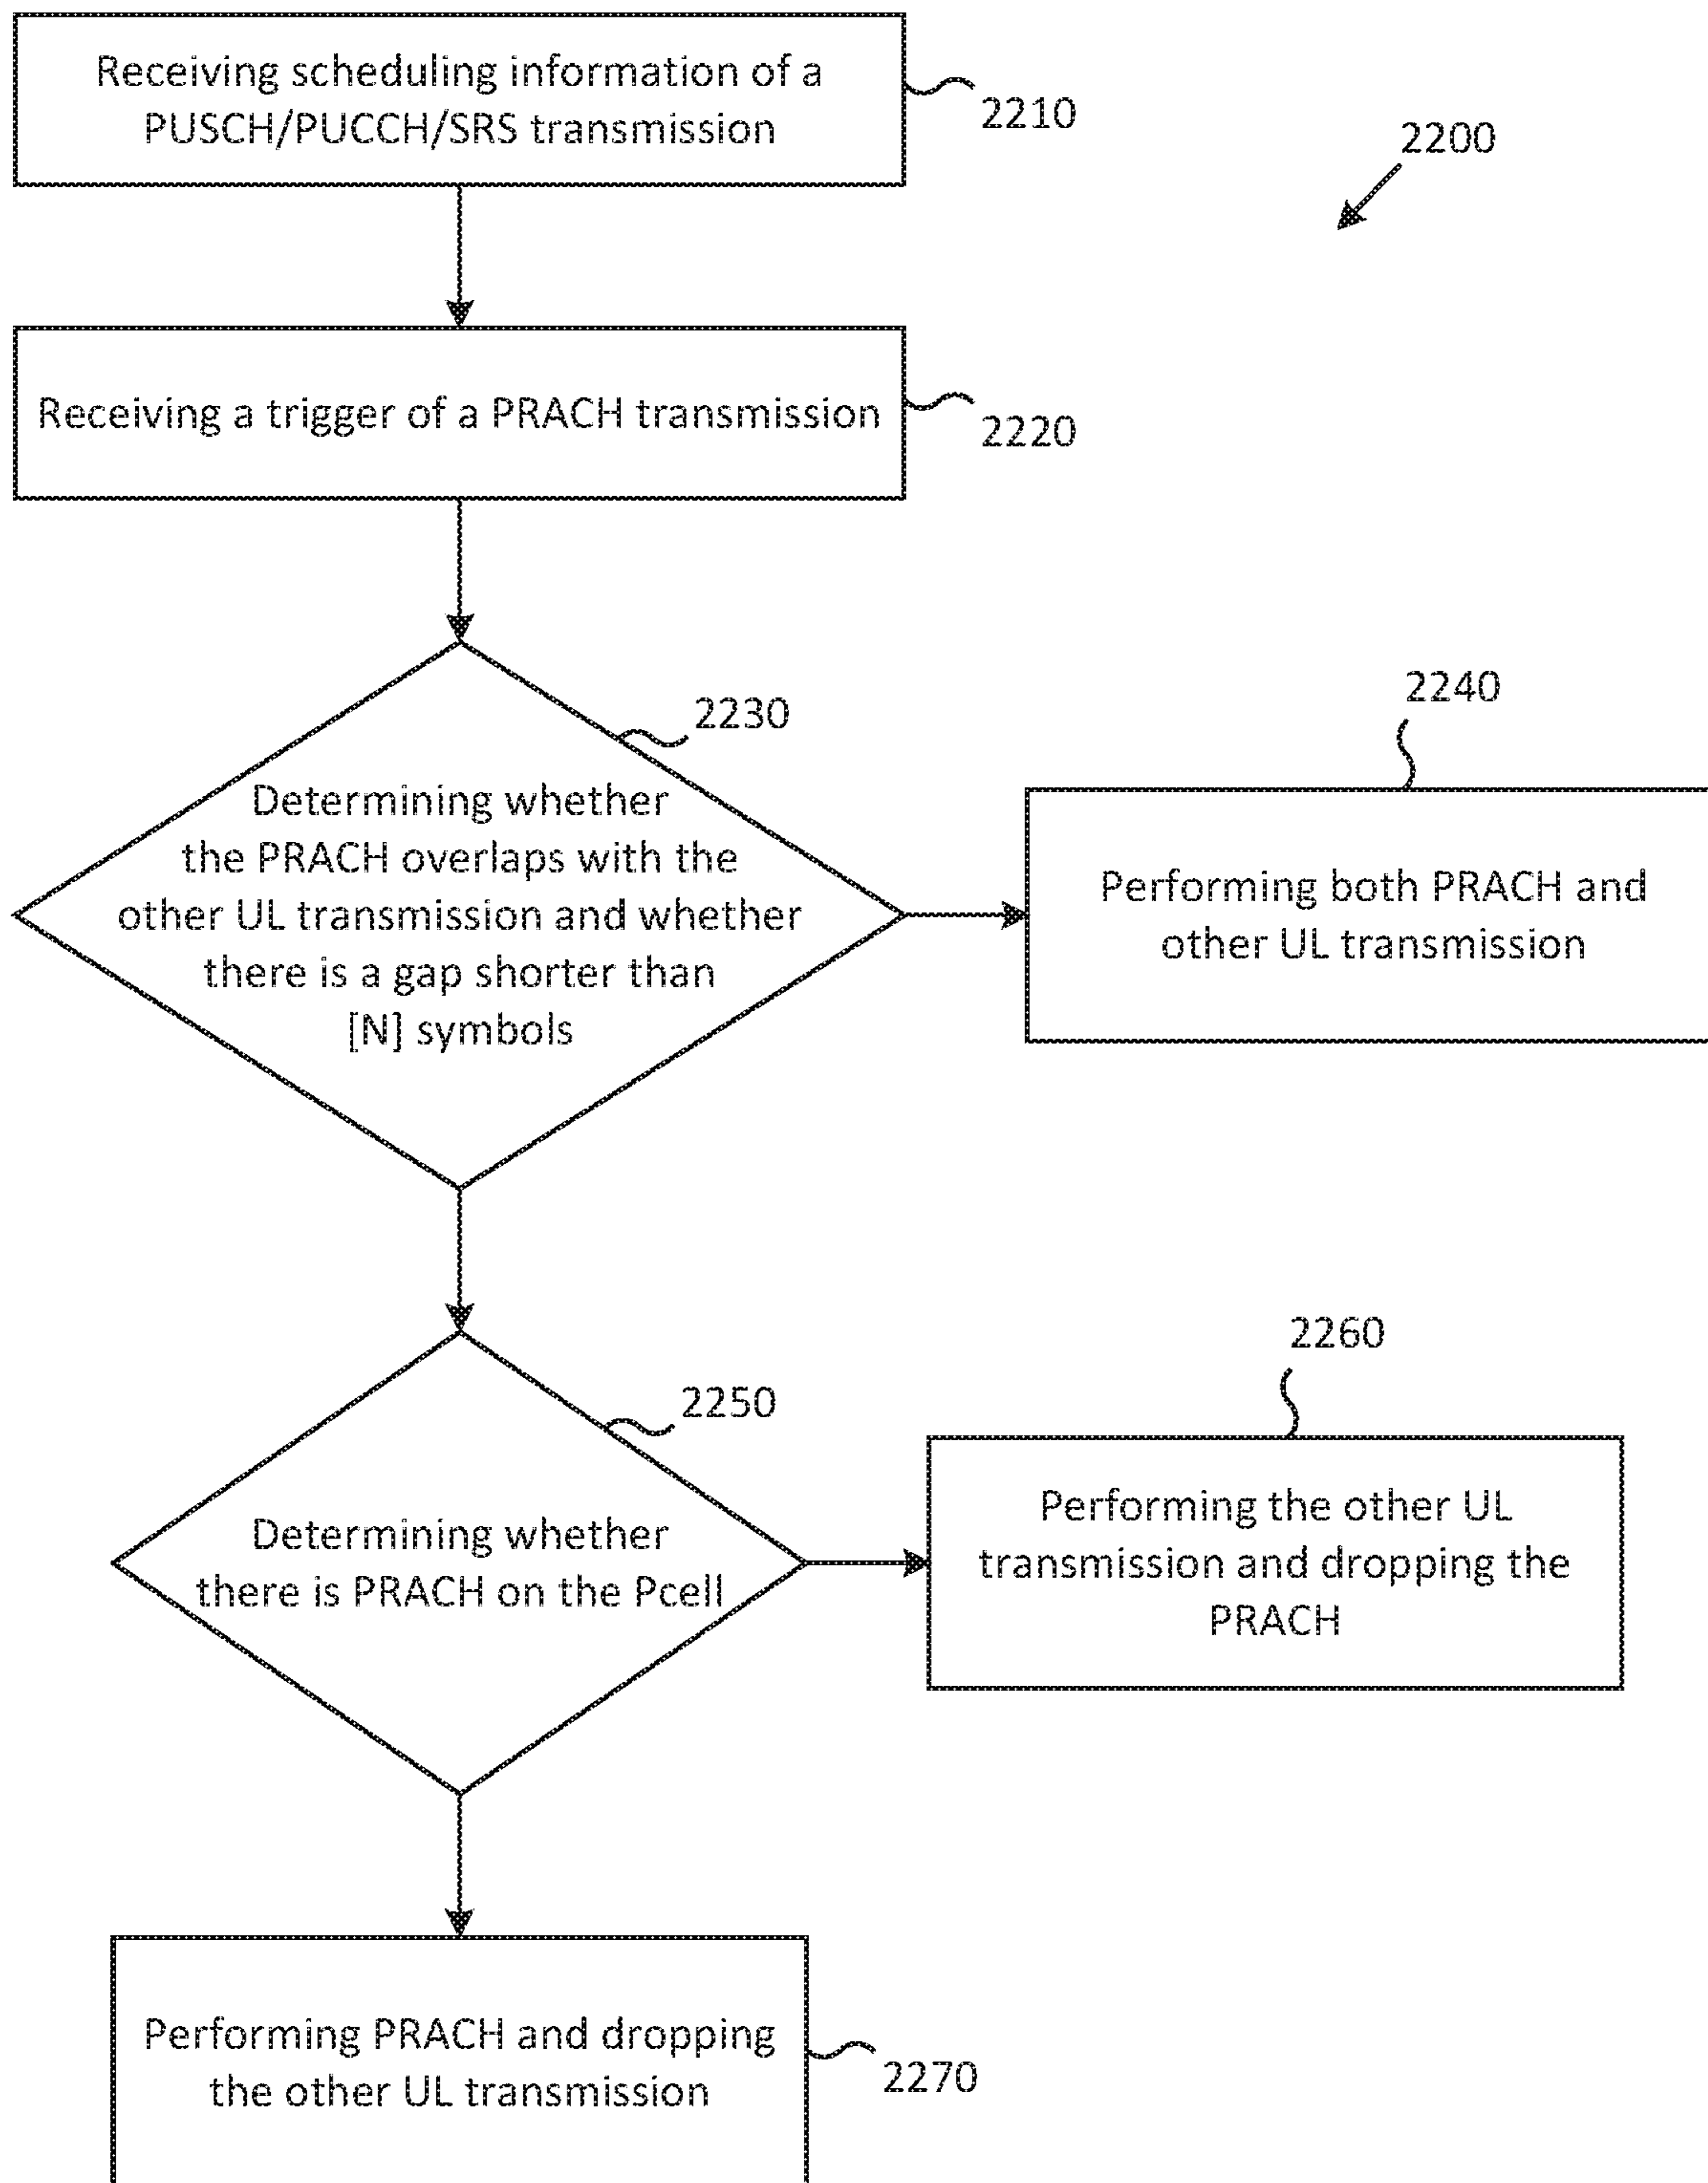 Receiving scheduling information of a
PUSCH/PUCCH/SRS transmission
2210
2200
Receiving a trigger of a PRACH transmission
2220
2230
Determining whether
the PRACH overlaps with the
other UL transmission and whether
there is a gap shorter than
[N] symbols
2240
Performing both PRACH and
other UL transmission
2250
Determining whether
there is PRACH on the Pcell
2260
Performing the other UL
transmission and dropping the
PRACH
Performing PRACH and dropping
the other UL transmission
2270